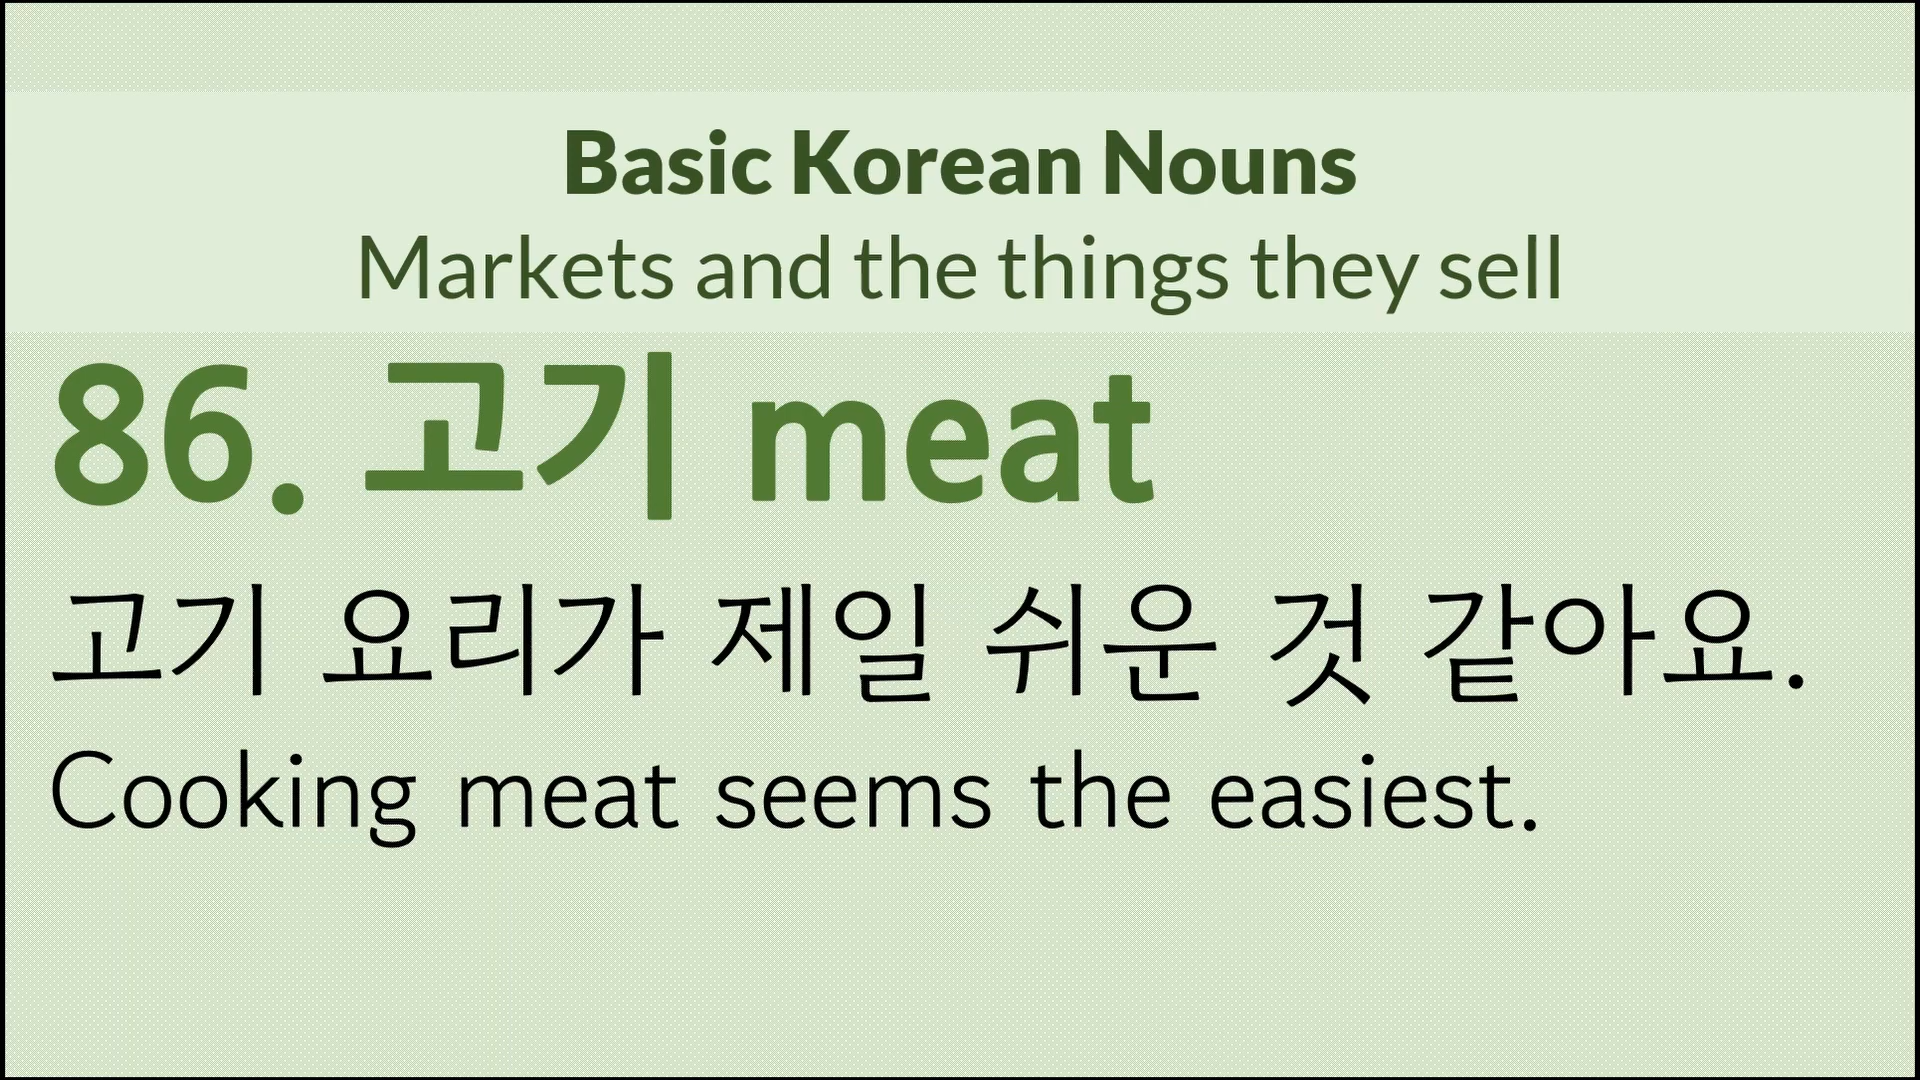 Basic Korean Nouns
Markets and the things they sell
86. 고기 meat
고기 요리가 제일 쉬운 것 같아요.
Cooking meat seems the easiest.